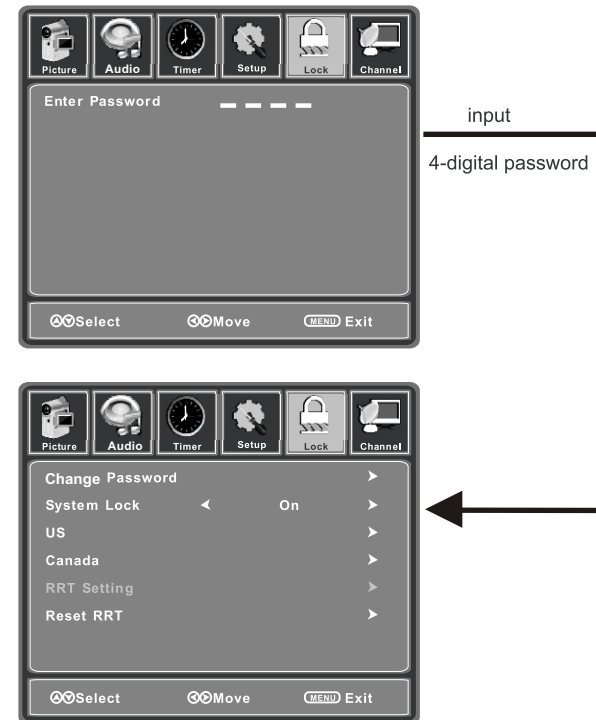 Picture Audio Timer Setup Lock Channel
Enter Password _ _ _ _
input
4-digital password
Select Move MENU Exit
Picture Audio Timer Setup Lock Channel
Change Password
System Lock On
US
Canada
RRT Setting
Reset RRT
Select Move MENU Exit